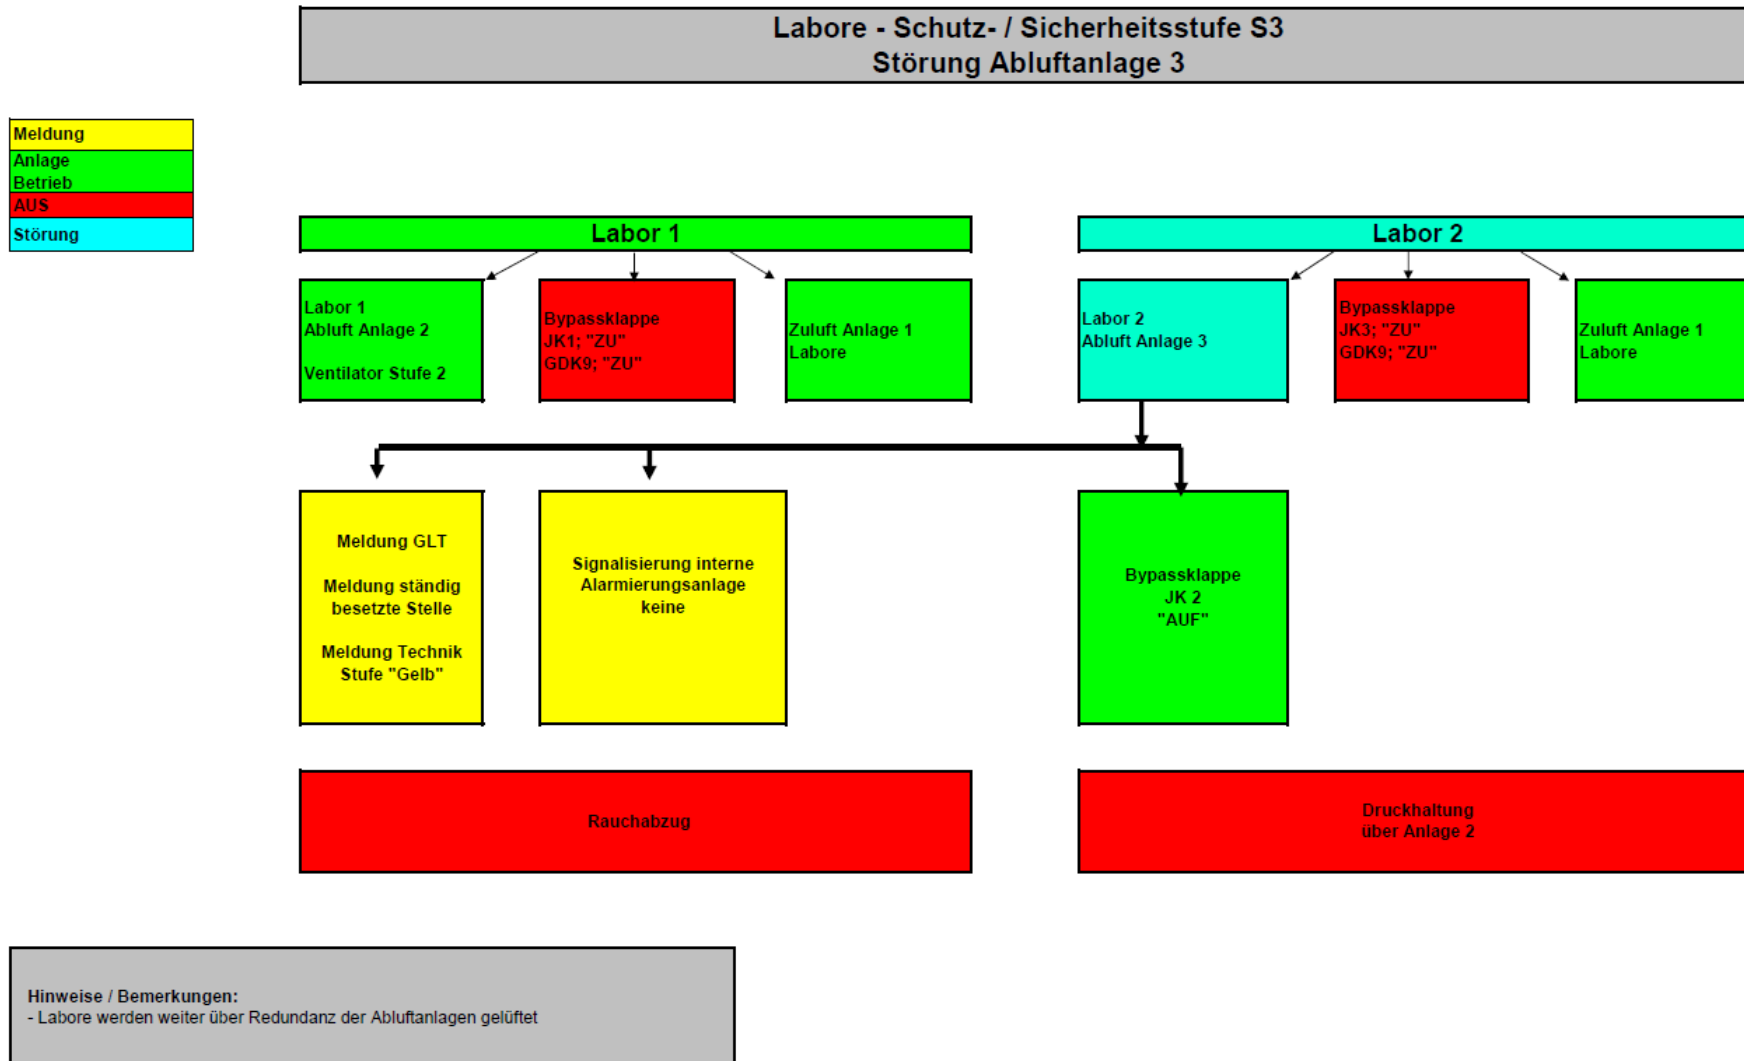 Labore - Schutz- / Sicherheitsstufe S3
Störung Abluftanlage 3
Meldung
Anlage
Betrieb
AUS
Störung
Labor 1
Labor 2
Labor 1
Abluft Anlage 2
Ventilator Stufe 2
Bypassklappe
JK1; "ZU"
GDK9; "ZU"
Zuluft Anlage 1
Labore
Labor 2
Abluft Anlage 3
Bypassklappe
JK3; "ZU"
GDK9; "ZU"
Zuluft Anlage 1
Labore
Meldung GLT
Meldung ständig
besetzte Stelle
Meldung Technik
Stufe "Gelb"
Signalisierung interne
Alarmierungsanlage
keine
Bypassklappe
JK 2
"AUF"
Rauchabzug
Druckhaltung
über Anlage 2
Hinweise / Bemerkungen:
- Labore werden weiter über Redundanz der Abluftanlagen gelüftet